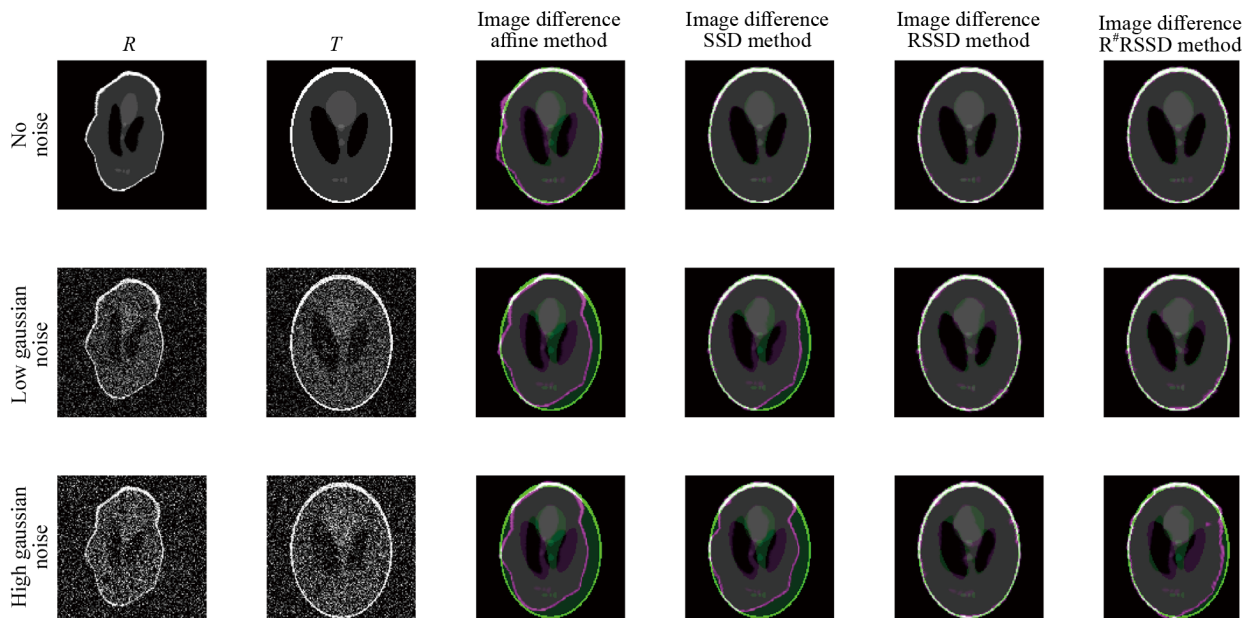 R
T
Image difference
affine method
Image difference
SSD method
Image difference
RSSD method
Image difference
R#RSSD method
No
noise
Low gaussian
noise
High gaussian
noise